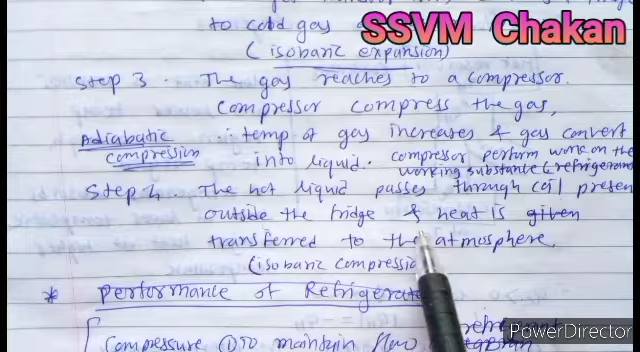 to cold gas
SSVM Chakan
(isobaric expansion)
Step 3. The gas reaches to a compressor.
compressor compress the gas,
Adiabatic compression
∴ temp of gas increases & gas convert
into liquid. compressor perform work on the
working substance (refrigerant
Step 4. The hot liquid passes through coil present
outside the fridge & heat is given
transferred to the atmosphere.
(isobaric compressio
* Performance of Refrigerato
Compressure ① To maintain flow
PowerDirector